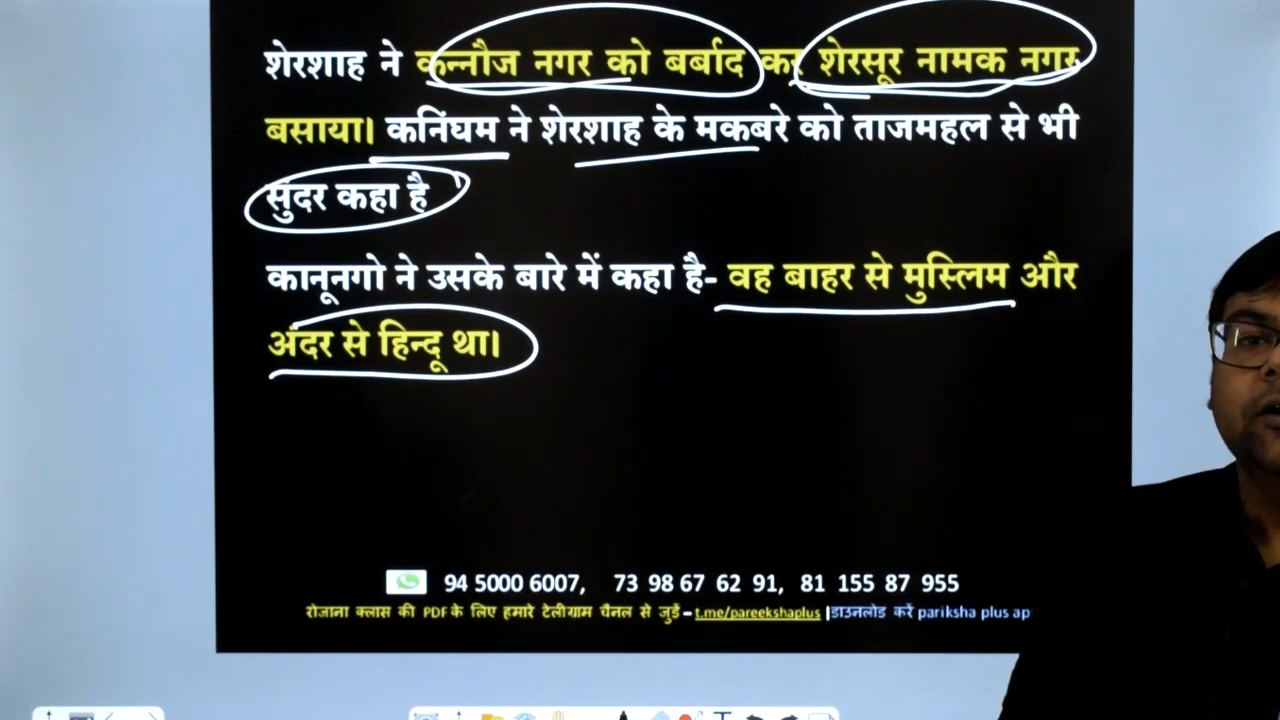 शेरशाह ने कन्नौज नगर को बर्बाद कर शेरसूर नामक नगर
बसाया। कनिंघम ने शेरशाह के मकबरे को ताजमहल से भी
सुंदर कहा है
कानूनगो ने उसके बारे में कहा है- वह बाहर से मुस्लिम और
अंदर से हिन्दू था।
94 5000 6007, 73 98 67 62 91, 81 155 87 955
रोजाना क्लास की PDF के लिए हमारे टेलीग्राम चैनल से जुड़ें – t.me/pareekshaplus |डाउनलोड करें pariksha plus ap